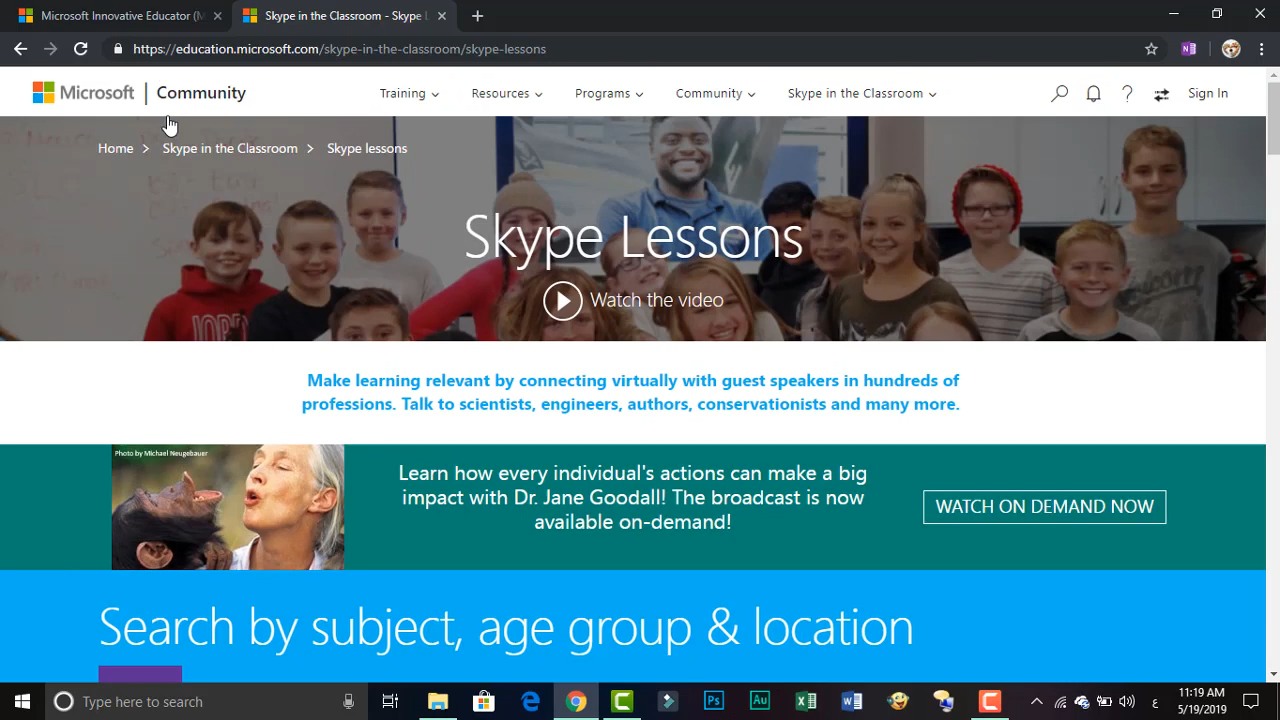 Microsoft Innovative Educator (M
Skype in the Classroom - Skype L
https://education.microsoft.com/skype-in-the-classroom/skype-lessons
Microsoft | Community
Training
Resources
Programs
Community
Skype in the Classroom
Sign In
Home > Skype in the Classroom > Skype lessons
Skype Lessons
Watch the video
Make learning relevant by connecting virtually with guest speakers in hundreds of
professions. Talk to scientists, engineers, authors, conservationists and many more.
Photo by Michael Neugebauer
Learn how every individual's actions can make a big
impact with Dr. Jane Goodall! The broadcast is now
available on-demand!
WATCH ON DEMAND NOW
Search by subject, age group & location
Type here to search
Ps
Au
ع
11:19 AM
5/19/2019